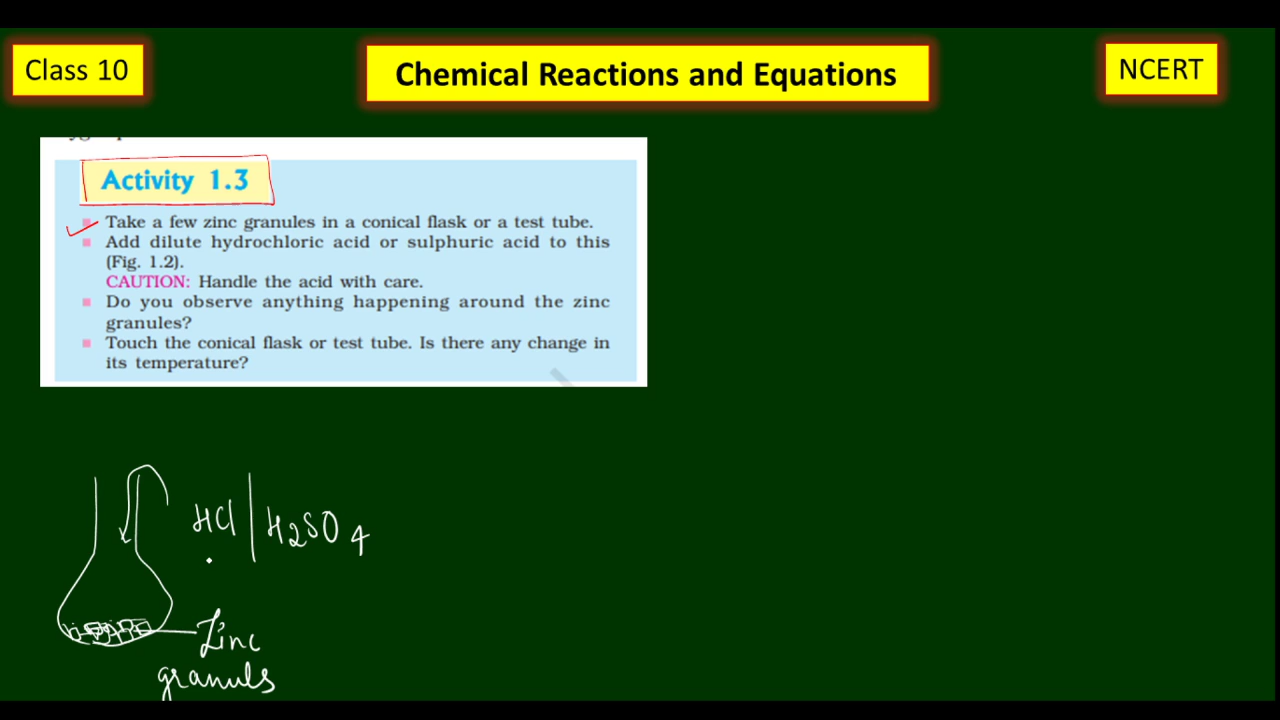 Class 10
Chemical Reactions and Equations
NCERT
Activity 1.3
Take a few zinc granules in a conical flask or a test tube.
Add dilute hydrochloric acid or sulphuric acid to this
(Fig. 1.2).
CAUTION: Handle the acid with care.
Do you observe anything happening around the zinc
granules?
Touch the conical flask or test tube. Is there any change in
its temperature?
HCl | H2SO4
Zinc
granuls